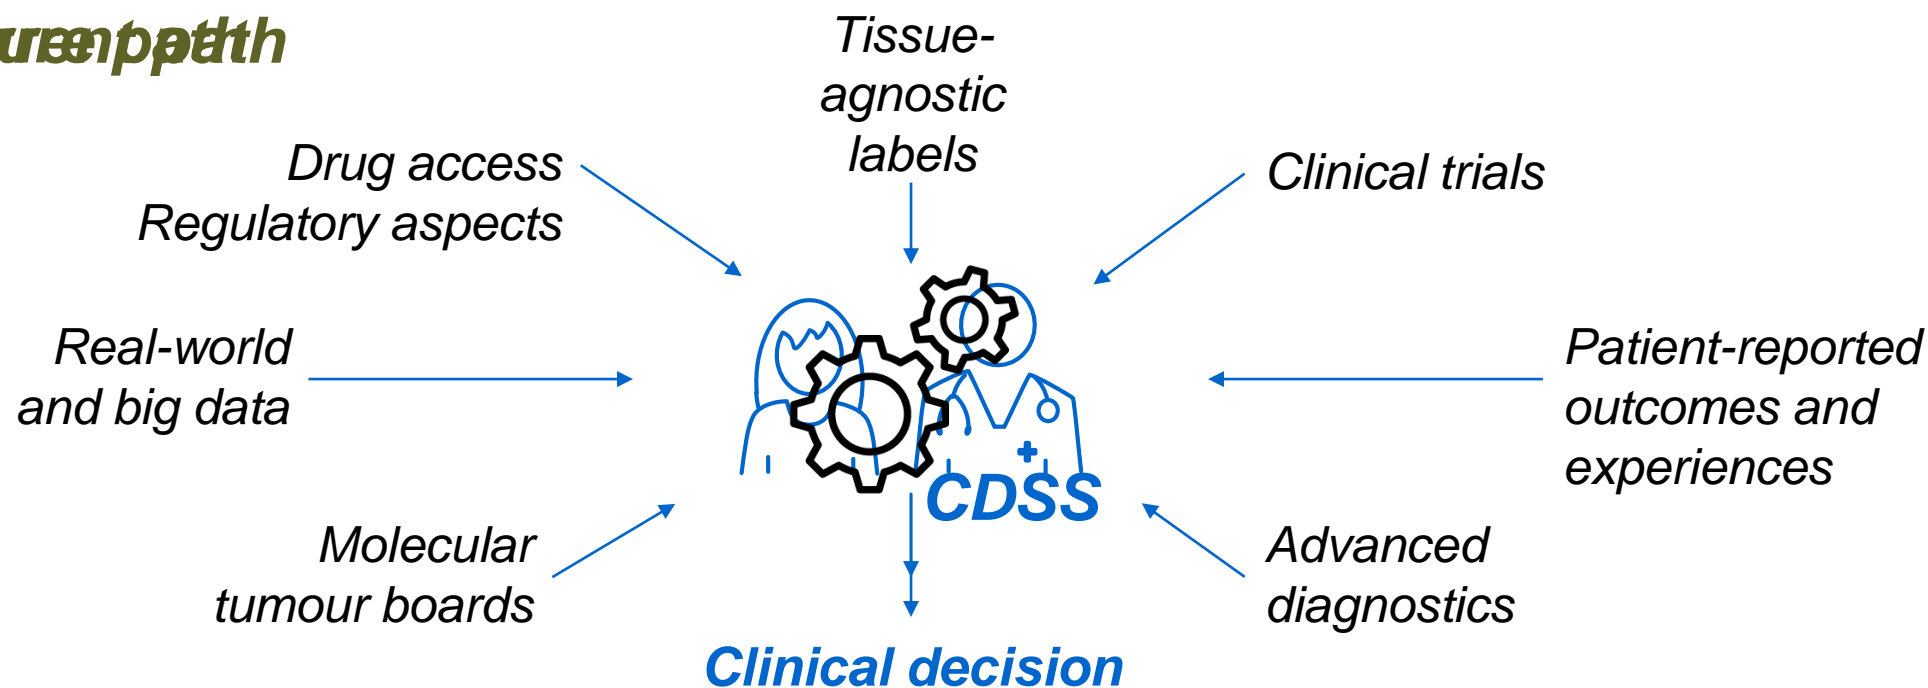 Tissue-
agnostic
labels
Drug access
Regulatory aspects
Clinical trials
Real-world
and big data
Patient-reported
outcomes and
experiences
CDSS
Molecular
tumour boards
Advanced
diagnostics
Clinical decision